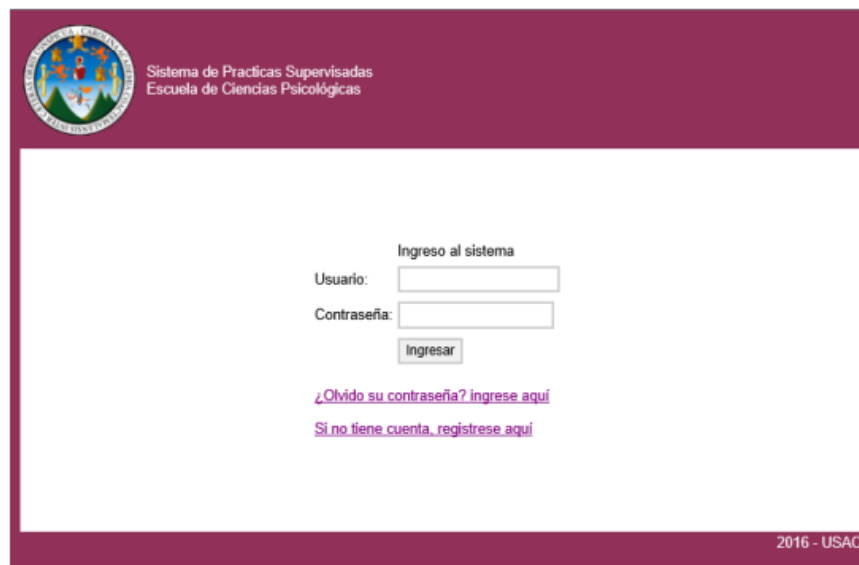 Sistema de Practicas Supervisadas
Escuela de Ciencias Psicológicas
Ingreso al sistema
Usuario:
Contraseña:
Ingresar
¿Olvido su contraseña? ingrese aquí
Si no tiene cuenta, registrese aquí
2016 - USAC